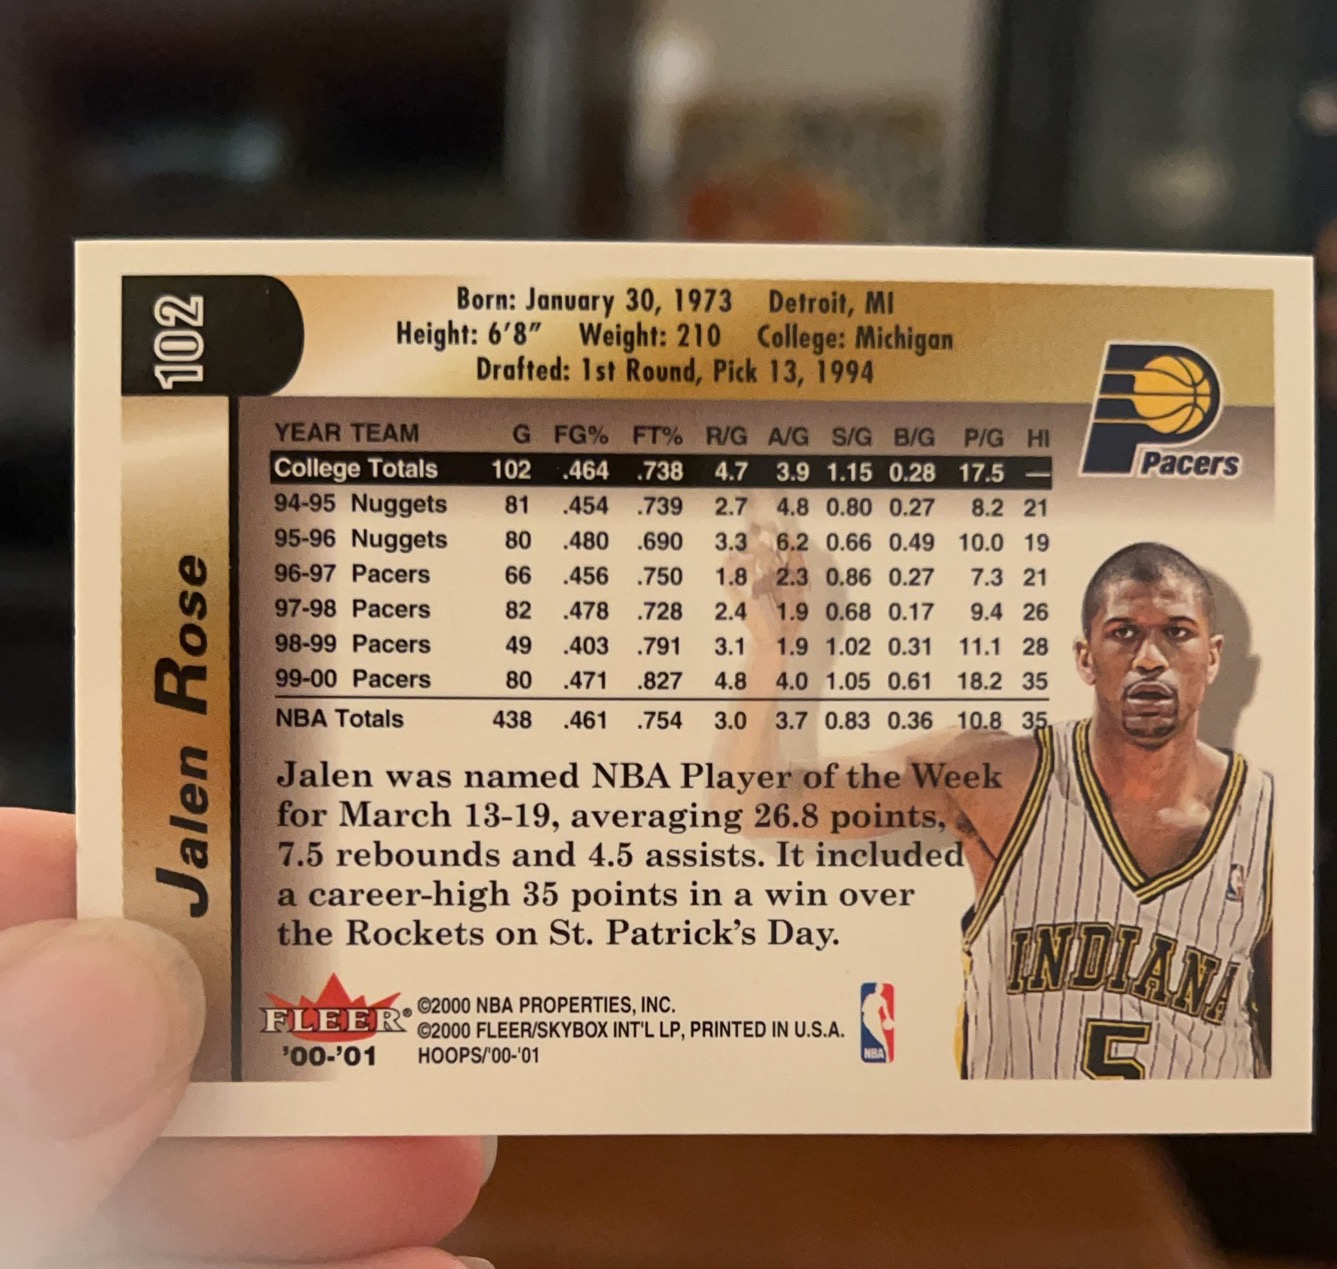 102
Born: January 30, 1973 Detroit, MI
Height: 6'8" Weight: 210 College: Michigan
Drafted: 1st Round, Pick 13, 1994
Pacers
Jalen Rose
YEAR TEAM G FG% FT% R/G A/G S/G B/G P/G HI
College Totals 102 .464 .738 4.7 3.9 1.15 0.28 17.5 —
94-95 Nuggets 81 .454 .739 2.7 4.8 0.80 0.27 8.2 21
95-96 Nuggets 80 .480 .690 3.3 6.2 0.66 0.49 10.0 19
96-97 Pacers 66 .456 .750 1.8 2.3 0.86 0.27 7.3 21
97-98 Pacers 82 .478 .728 2.4 1.9 0.68 0.17 9.4 26
98-99 Pacers 49 .403 .791 3.1 1.9 1.02 0.31 11.1 28
99-00 Pacers 80 .471 .827 4.8 4.0 1.05 0.61 18.2 35
NBA Totals 438 .461 .754 3.0 3.7 0.83 0.36 10.8 35
Jalen was named NBA Player of the Week
for March 13-19, averaging 26.8 points,
7.5 rebounds and 4.5 assists. It included
a career-high 35 points in a win over
the Rockets on St. Patrick's Day.
INDIANA
5
FLEER®
'00-'01
©2000 NBA PROPERTIES, INC.
©2000 FLEER/SKYBOX INT'L LP, PRINTED IN U.S.A.
HOOPS/'00-'01
NBA